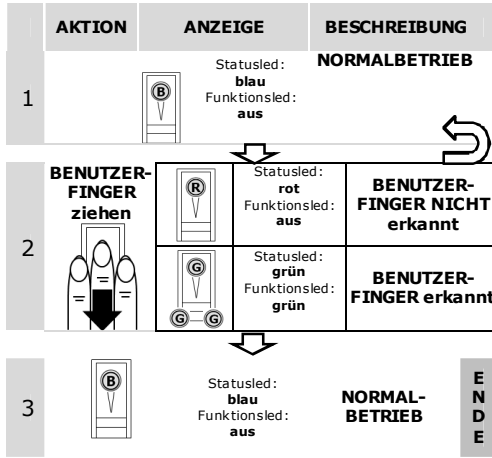 AKTION ANZEIGE BESCHREIBUNG
1
B
Statusled:
blau
Funktionsled:
aus
NORMALBETRIEB
2
BENUTZER-
FINGER
ziehen
R
Statusled:
rot
Funktionsled:
aus
BENUTZER-
FINGER NICHT
erkannt
G
G G
Statusled:
grün
Funktionsled:
grün
BENUTZER-
FINGER erkannt
3
B
Statusled:
blau
Funktionsled:
aus
NORMAL-
BETRIEB
E
N
D
E